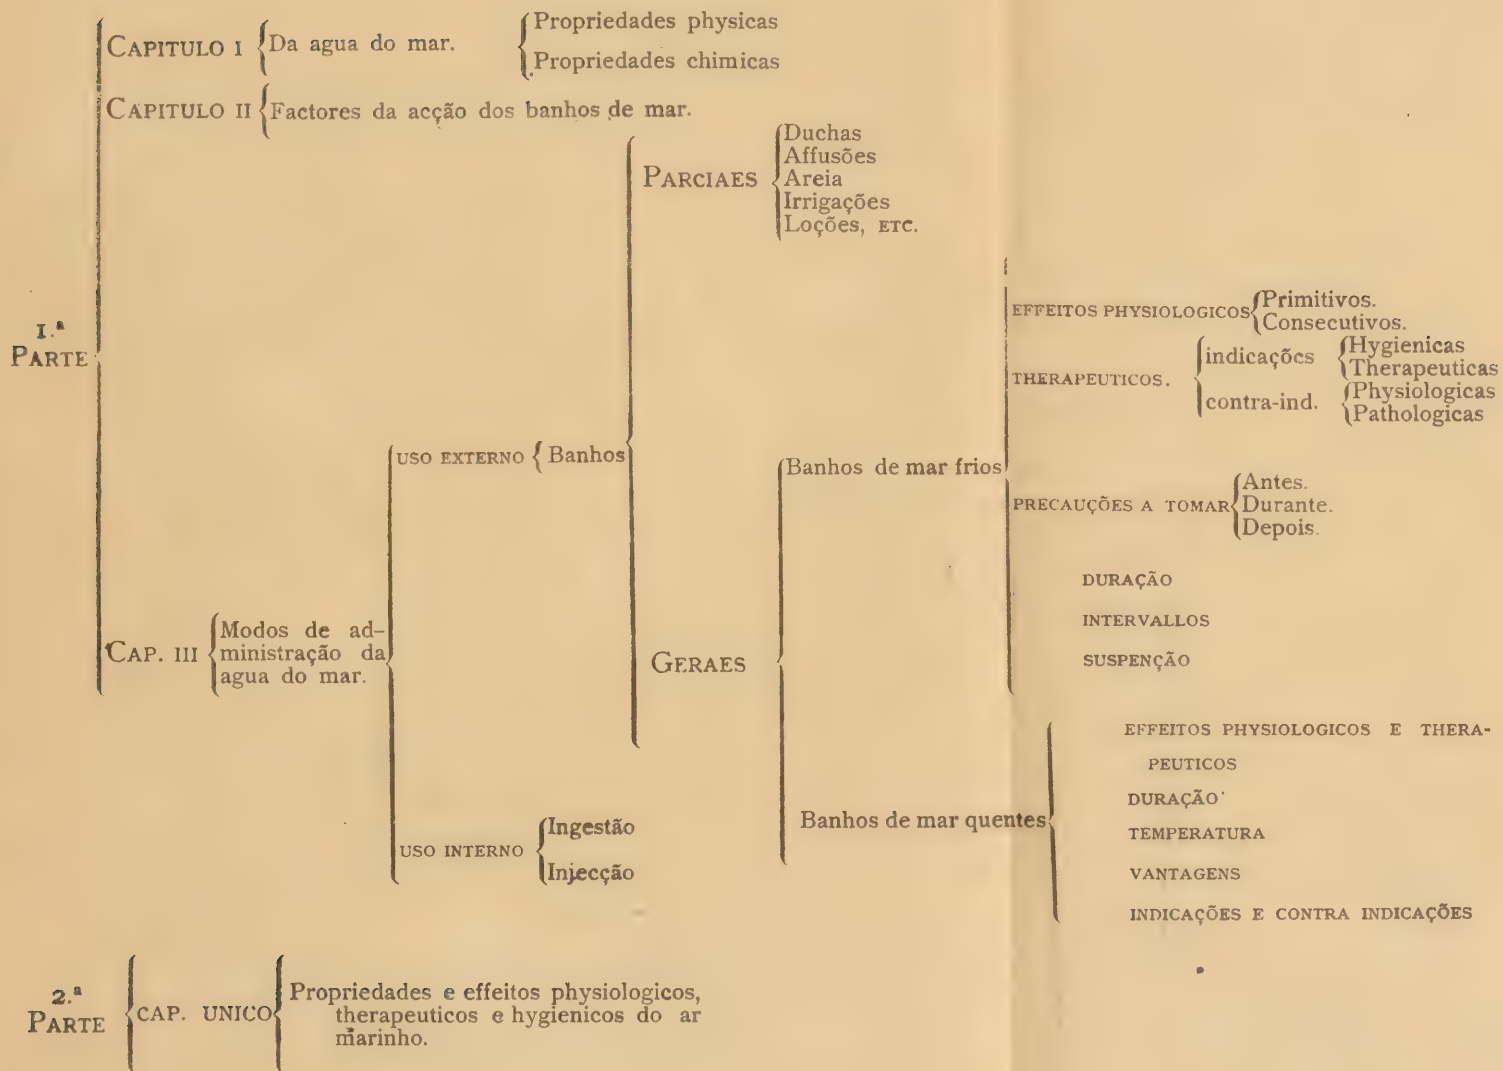 1.ª
PARTE
CAPITULO I
Da agua do mar.
Propriedades physicas
Propriedades chimicas
CAPITULO II
Factores da acção dos banhos de mar.
CAP. III
Modos de ad-
ministração da
agua do mar.
USO EXTERNO
Banhos
PARCIAES
Duchas
Affusões
Areia
Irrigações
Loções, ETC.
GERAES
Banhos de mar frios
EFFEITOS PHYSIOLOGICOS
Primitivos.
Consecutivos.
THERAPEUTICOS.
indicações
Hygienicas
Therapeuticas
contra-ind.
Physiologicas
Pathologicas
PRECAUÇÕES A TOMAR
Antes.
Durante.
Depois.
DURAÇÃO
INTERVALLOS
SUSPENÇÃO
Banhos de mar quentes
EFFEITOS PHYSIOLOGICOS E THERA-
PEUTICOS
DURAÇÃO
TEMPERATURA
VANTAGENS
INDICAÇÕES E CONTRA INDICAÇÕES
USO INTERNO
Ingestão
Injecção
2.ª
PARTE
CAP. UNICO
Propriedades e effeitos physiologicos,
therapeuticos e hygienicos do ar
marinho.